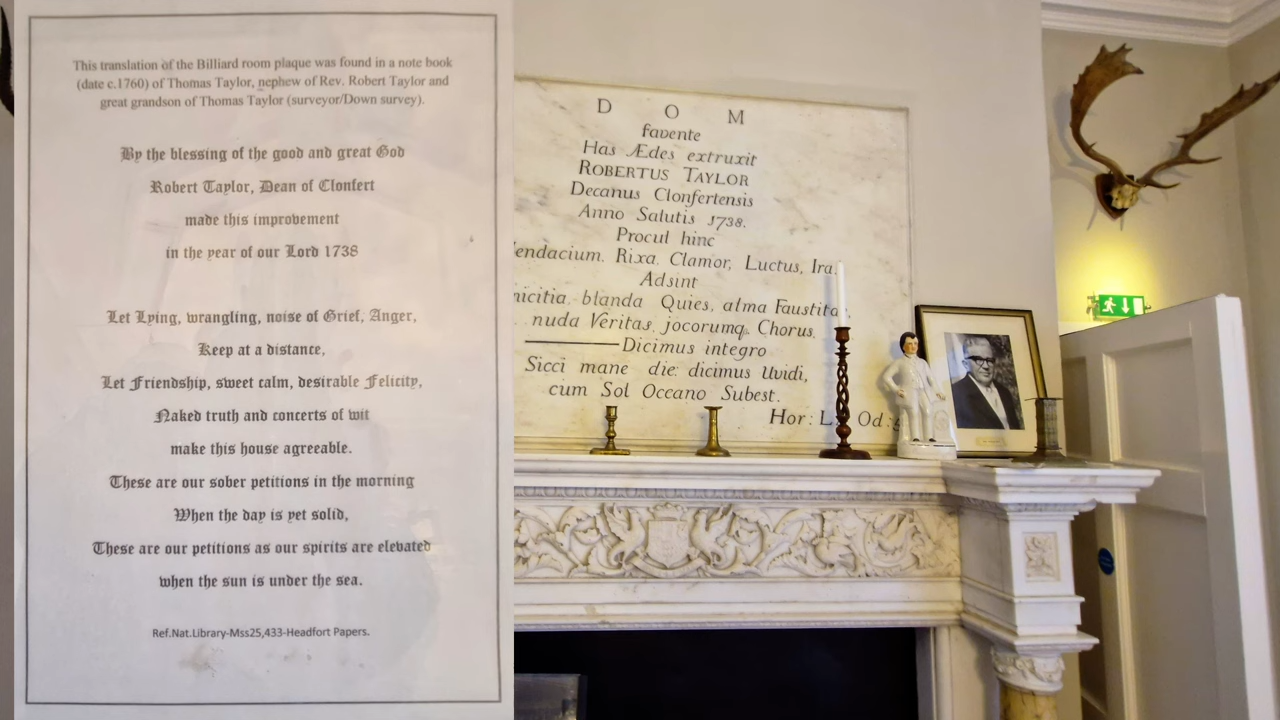 This translation of the Billiard room plaque was found in a note book
(date c.1760) of Thomas Taylor, nephew of Rev. Robert Taylor and
great grandson of Thomas Taylor (surveyor/Down survey).
By the blessing of the good and great God
Robert Taylor, Dean of Clonfert
made this improvement
in the year of our Lord 1738
Let Lying, wrangling, noise of Grief, Anger,
Keep at a distance,
Let Friendship, sweet calm, desirable Felicity,
Naked truth and concerts of wit
make this house agreeable.
These are our sober petitions in the morning
When the day is yet solid,
These are our petitions as our spirits are elevated
when the sun is under the sea.
Ref.Nat.Library-Mss25,433-Headfort Papers.
D O M
favente
Has Ædes extruxit
ROBERTUS TAYLOR
Decanus Clonfertensis
Anno Salutis 1738.
Procul hinc
endacium. Rixa, Clamor, Luctus, Ira.
Adsint
icitia, blanda Quies, alma Faustita
nuda Veritas, jocorumq. Chorus.
Dicimus integro
Sicci mane die: dicimus Uvidi,
cum Sol Occano Subest.
Hor: L. Od:5